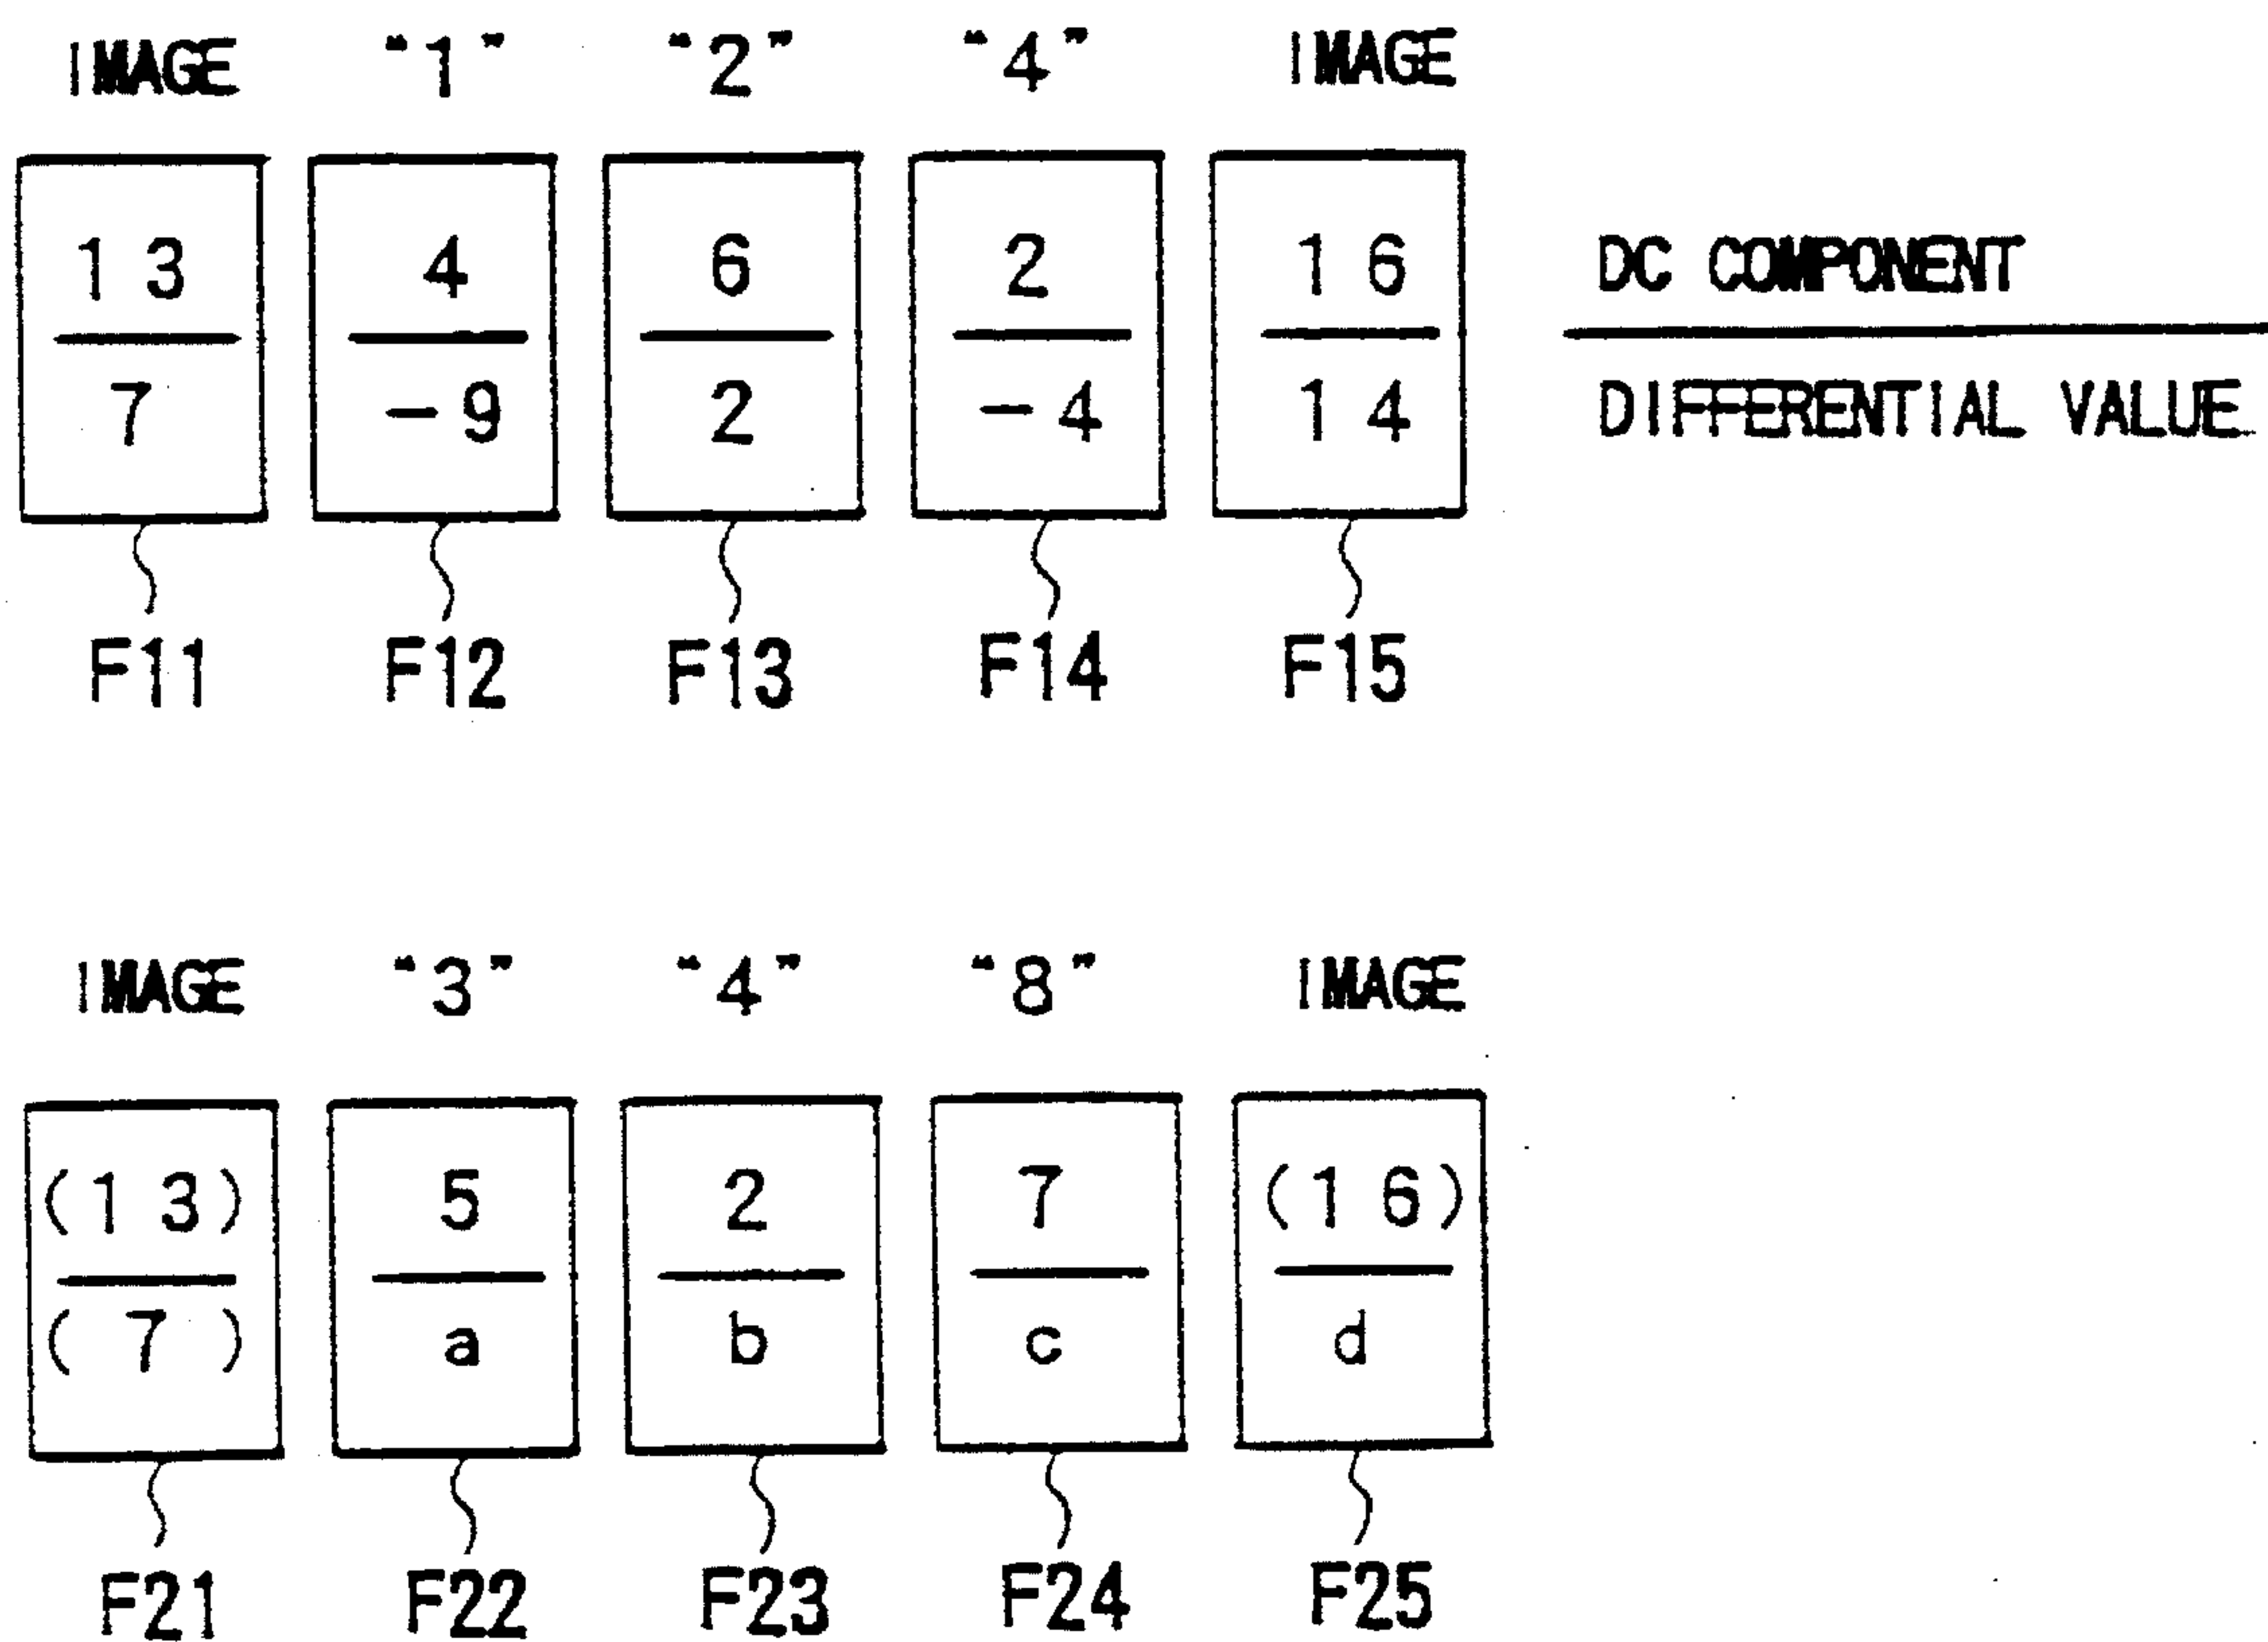 IMAGE "1" "2" "4" IMAGE
13 4 6 2 16 DC COMPONENT
7 -9 2 -4 14 DIFFERENTIAL VALUE
F11 F12 F13 F14 F15
IMAGE "3" "4" "8" IMAGE
(13) 5 2 7 (16)
(7) a b c d
F21 F22 F23 F24 F25